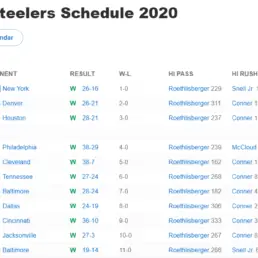 teelers Schedule 2020
ndar
NENT RESULT W-L HI PASS HI RUSH
New York W 26-16 1-0 Roethlisberger 229 Snell Jr. 1
Denver W 26-21 2-0 Roethlisberger 311 Conner 1
Houston W 28-21 3-0 Roethlisberger 237 Conner 1
Philadelphia W 38-29 4-0 Roethlisberger 239 McCloud
Cleveland W 38-7 5-0 Roethlisberger 162 Conner 1
Tennessee W 27-24 6-0 Roethlisberger 268 Conner 8
Baltimore W 28-24 7-0 Roethlisberger 182 Conner 4
Dallas W 24-19 8-0 Roethlisberger 306 Conner 2
Cincinnati W 36-10 9-0 Roethlisberger 333 Conner 3
Jacksonville W 27-3 10-0 Roethlisberger 267 Conner 8
Baltimore W 19-14 11-0 Roethlisberger 266 Snell Jr. 6